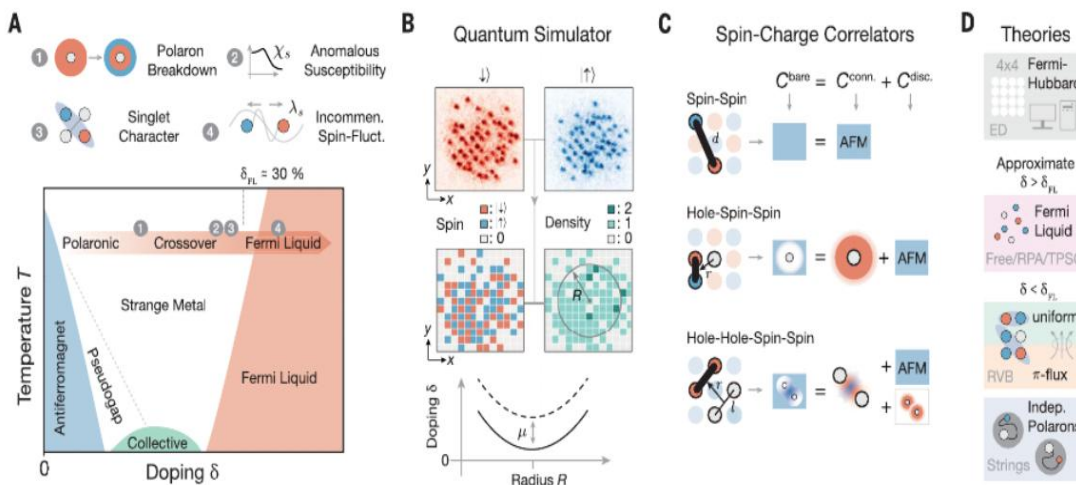 A
1 Polaron Breakdown
2 χs Anomalous Susceptibility
3 Singlet Character
4 λs Incommen. Spin-Fluct.
δFL = 30 %
1 2 3 4
Polaronic Crossover Fermi Liquid
Strange Metal
Antiferromagnet
Pseudogap
Fermi Liquid
Collective
Temperature T
0
Doping δ
B
Quantum Simulator
|↓⟩ |↑⟩
y
x
Spin : |↓⟩
: |↑⟩
: 0
Density : 2
: 1
: 0
R
y
x
μ
Doping δ
Radius R
C
Spin-Charge Correlators
Cbare = Cconn. + Cdisc.
Spin-Spin
d
= AFM
Hole-Spin-Spin
r
= + AFM
Hole-Hole-Spin-Spin
r l
= + AFM
+
D
Theories
4x4 Fermi-
Hubbard
ED
Approximate
δ > δFL
Fermi
Liquid
Free/RPA/TPSC
δ < δFL
uniform
RVB π-flux
Indep.
Polarons
Strings